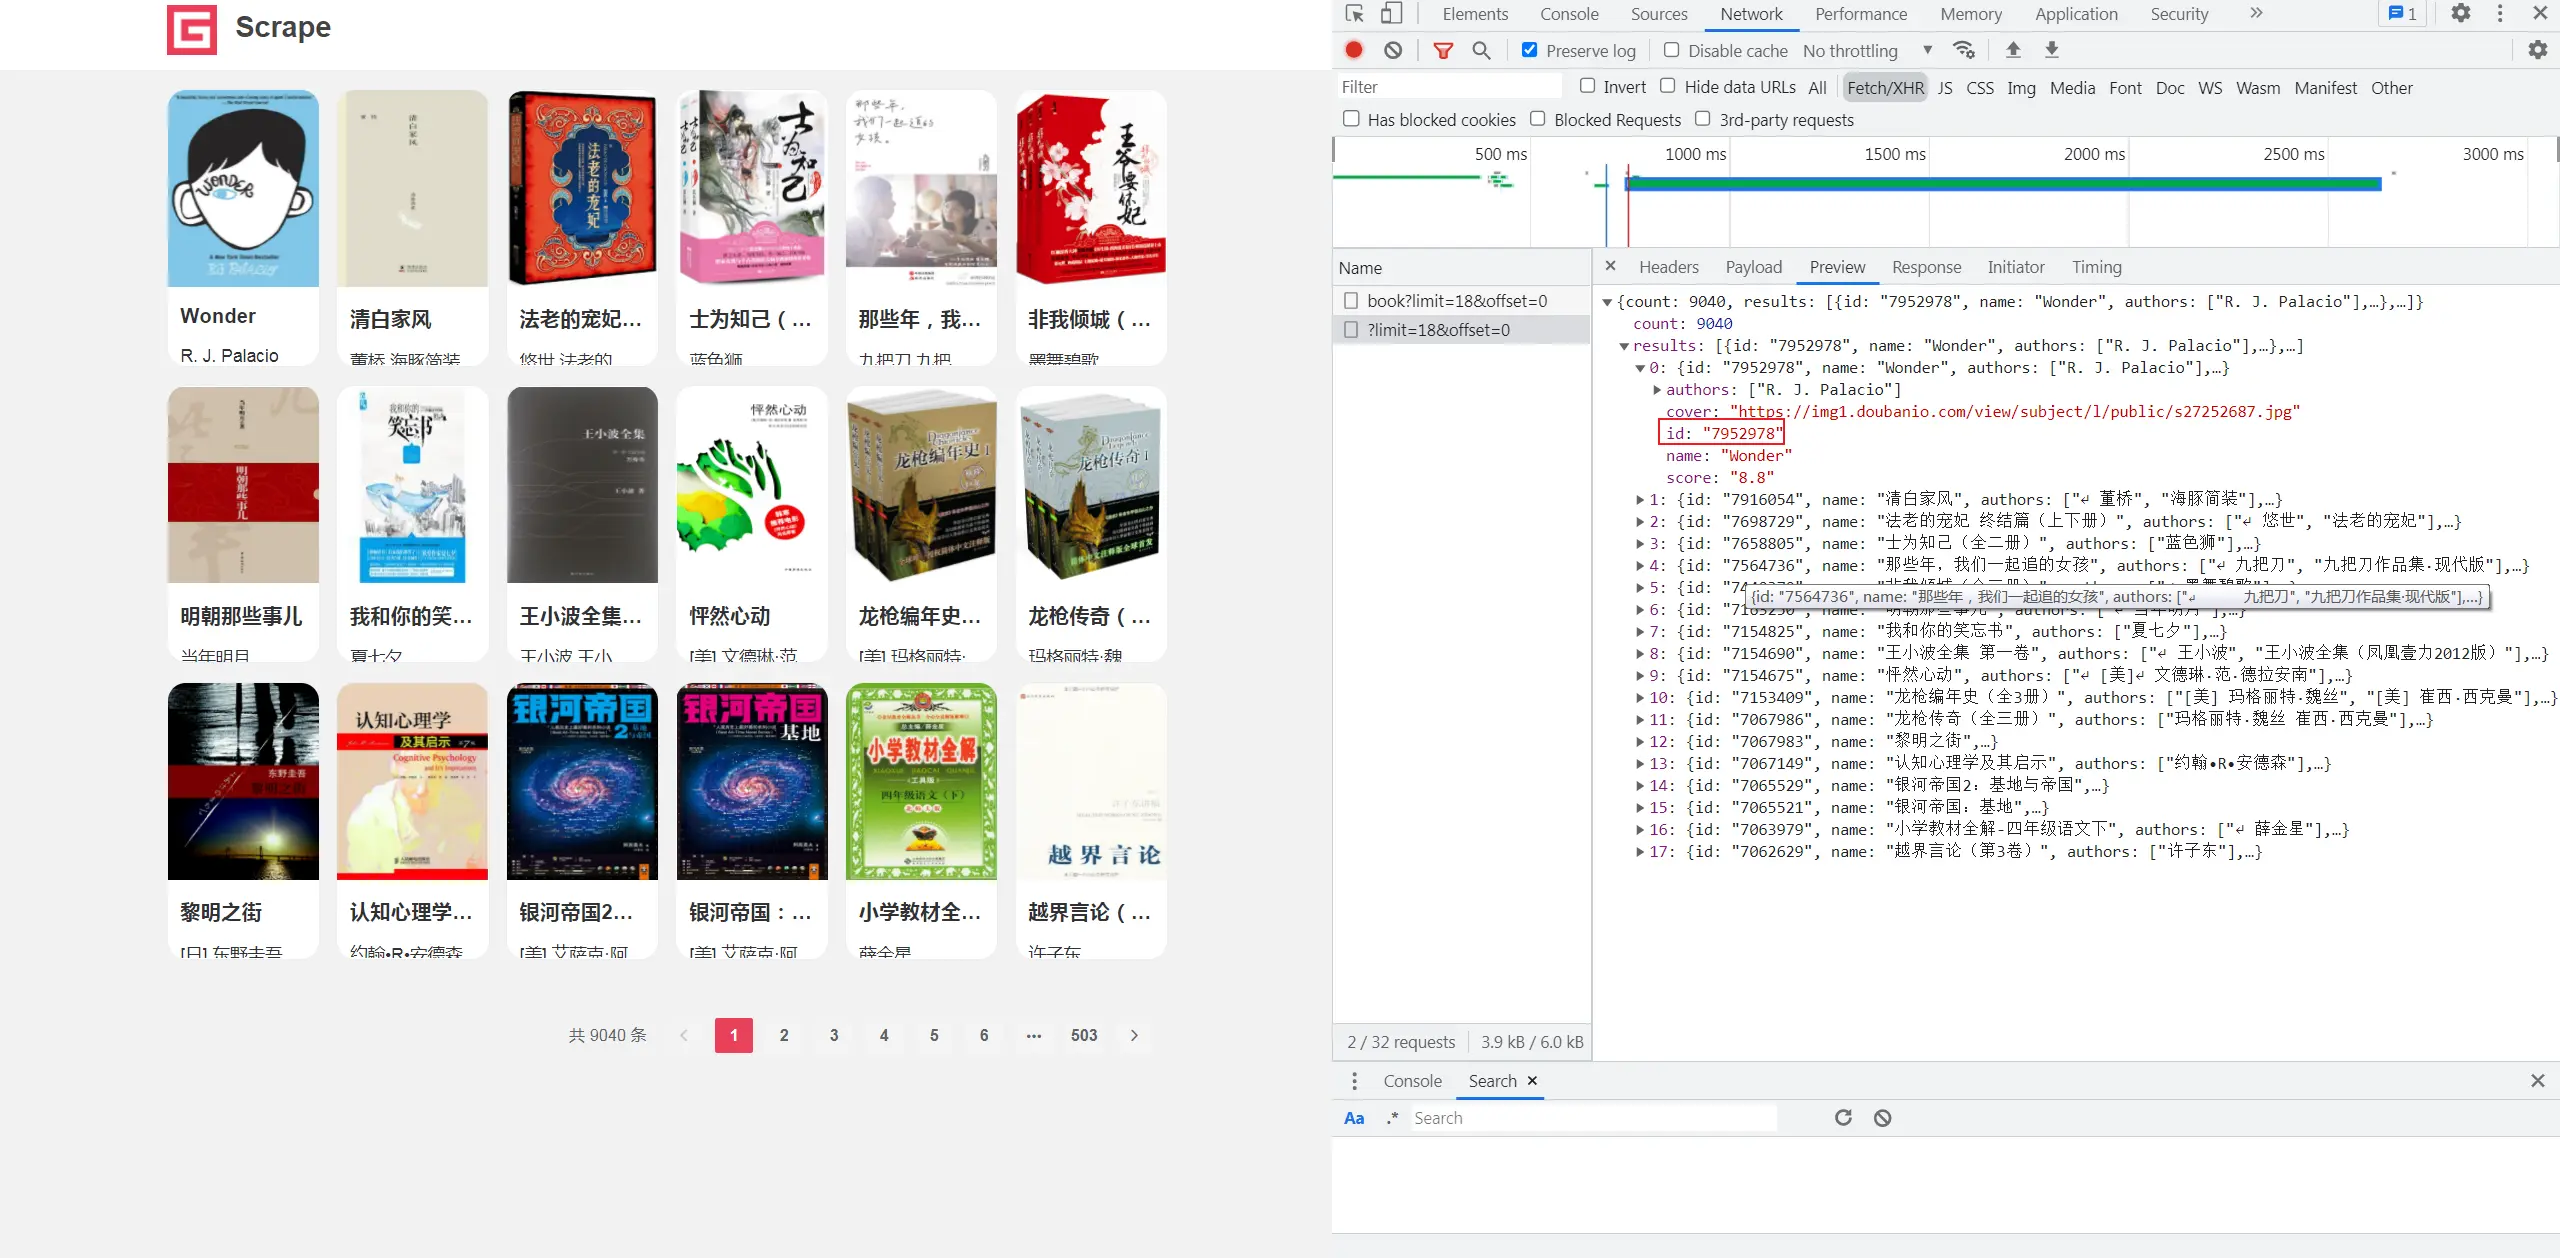 Scrape
Wonder
R. J. Palacio
清白家风
董桥 海豚简装
法老的宠妃...
悠世 法老的
士为知己（...
蓝色狮
那些年，我...
九把刀 九把
非我倾城（...
墨舞碧歌
明朝那些事儿
当年明月
我和你的笑...
夏七夕
王小波全集...
王小波 王小
怦然心动
[美] 文德琳·范
龙枪编年史...
[美] 玛格丽特·
龙枪传奇（...
玛格丽特·魏
黎明之街
[日] 东野圭吾
认知心理学...
约翰•R•安德森
银河帝国2...
[美] 艾萨克·阿
银河帝国：...
[美] 艾萨克·阿
小学教材全...
薛金星
越界言论（...
许子东
共 9040 条 1 2 3 4 5 6 ••• 503
Elements Console Sources Network Performance Memory Application Security 1
Preserve log Disable cache No throttling
Filter Invert Hide data URLs All Fetch/XHR JS CSS Img Media Font Doc WS Wasm Manifest Other
Has blocked cookies Blocked Requests 3rd-party requests
500 ms 1000 ms 1500 ms 2000 ms 2500 ms 3000 ms
Name
book?limit=18&offset=0
?limit=18&offset=0
Headers Payload Preview Response Initiator Timing
{count: 9040, results: [{id: "7952978", name: "Wonder", authors: ["R. J. Palacio"],…},…]}
count: 9040
results: [{id: "7952978", name: "Wonder", authors: ["R. J. Palacio"],…},…]
0: {id: "7952978", name: "Wonder", authors: ["R. J. Palacio"],…}
authors: ["R. J. Palacio"]
cover: "https://img1.doubanio.com/view/subject/l/public/s27252687.jpg"
id: "7952978"
name: "Wonder"
score: "8.8"
1: {id: "7916054", name: "清白家风", authors: ["↵ 董桥", "海豚简装"],…}
2: {id: "7698729", name: "法老的宠妃 终结篇（上下册）", authors: ["↵ 悠世", "法老的宠妃"],…}
3: {id: "7658805", name: "士为知己（全二册）", authors: ["蓝色狮"],…}
4: {id: "7564736", name: "那些年，我们一起追的女孩", authors: ["↵ 九把刀", "九把刀作品集·现代版"],…}
5: {id:
{id: "7564736", name: "那些年，我们一起追的女孩", authors: ["↵ 九把刀", "九把刀作品集·现代版"],…}
6: {id:
7: {id: "7154825", name: "我和你的笑忘书", authors: ["夏七夕"],…}
8: {id: "7154690", name: "王小波全集 第一卷", authors: ["↵ 王小波", "王小波全集（凤凰壹力2012版）"],…}
9: {id: "7154675", name: "怦然心动", authors: ["↵ [美]↵ 文德琳·范·德拉安南"],…}
10: {id: "7153409", name: "龙枪编年史（全3册）", authors: ["[美] 玛格丽特·魏丝", "[美] 崔西·西克曼"],…}
11: {id: "7067986", name: "龙枪传奇（全三册）", authors: ["玛格丽特·魏丝 崔西·西克曼"],…}
12: {id: "7067983", name: "黎明之街",…}
13: {id: "7067149", name: "认知心理学及其启示", authors: ["约翰•R•安德森"],…}
14: {id: "7065529", name: "银河帝国2：基地与帝国",…}
15: {id: "7065521", name: "银河帝国：基地",…}
16: {id: "7063979", name: "小学教材全解-四年级语文下", authors: ["↵ 薛金星"],…}
17: {id: "7062629", name: "越界言论（第3卷）", authors: ["许子东"],…}
2 / 32 requests 3.9 kB / 6.0 kB
Console Search
Aa .* Search